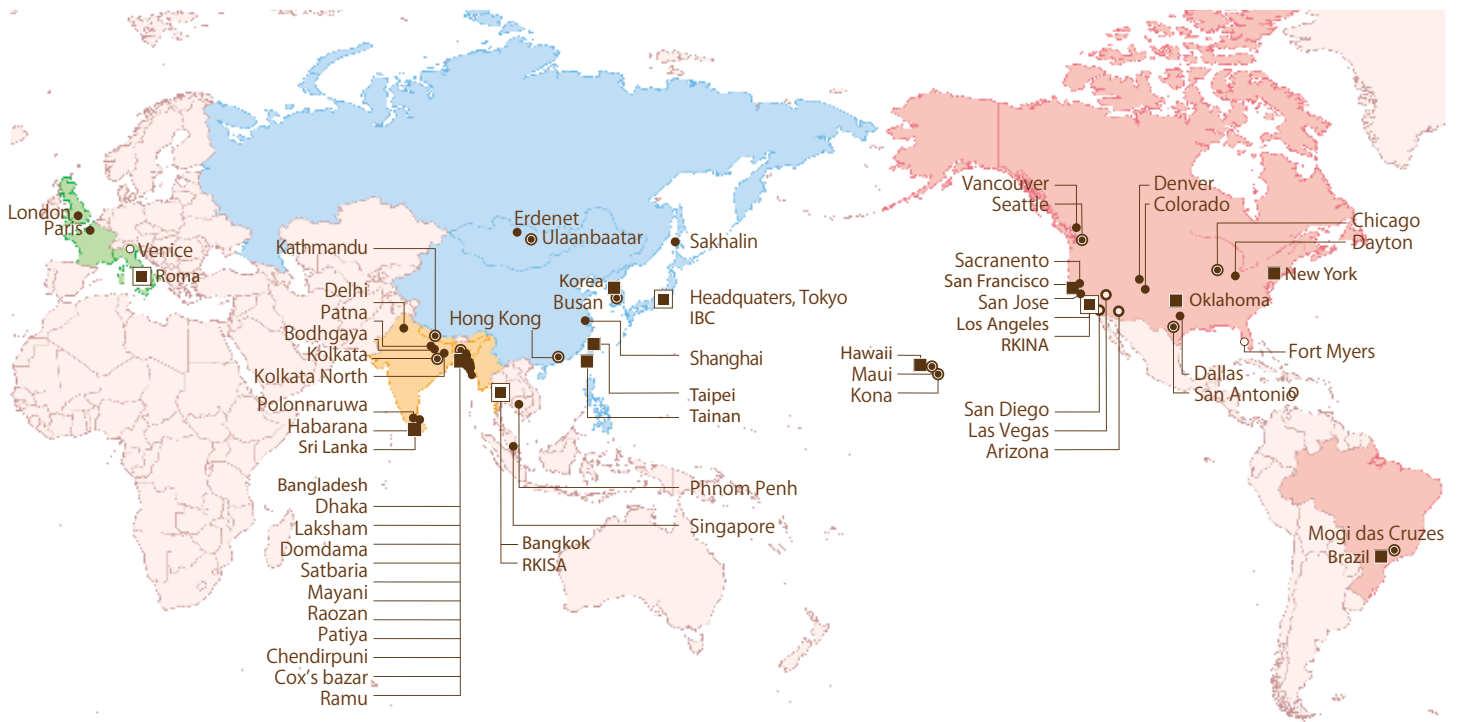 London
Paris
Venice
Roma
Kathmandu
Delhi
Patna
Bodhgaya
Kolkata
Kolkata North
Polonnaruwa
Habarana
Sri Lanka
Bangladesh
Dhaka
Laksham
Domdama
Satbaria
Mayani
Raozan
Patiya
Chendirpuni
Cox's bazar
Ramu
Erdenet
Ulaanbaatar
Sakhalin
Korea
Busan
Hong Kong
Headquaters, Tokyo
IBC
Shanghai
Taipei
Tainan
Phnom Penh
Singapore
Bangkok
RKISA
Hawaii
Maui
Kona
Vancouver
Seattle
Sacranento
San Francisco
San Jose
Los Angeles
RKINA
San Diego
Las Vegas
Arizona
Denver
Colorado
Chicago
Dayton
New York
Oklahoma
Fort Myers
Dallas
San Antonio
Mogi das Cruzes
Brazil